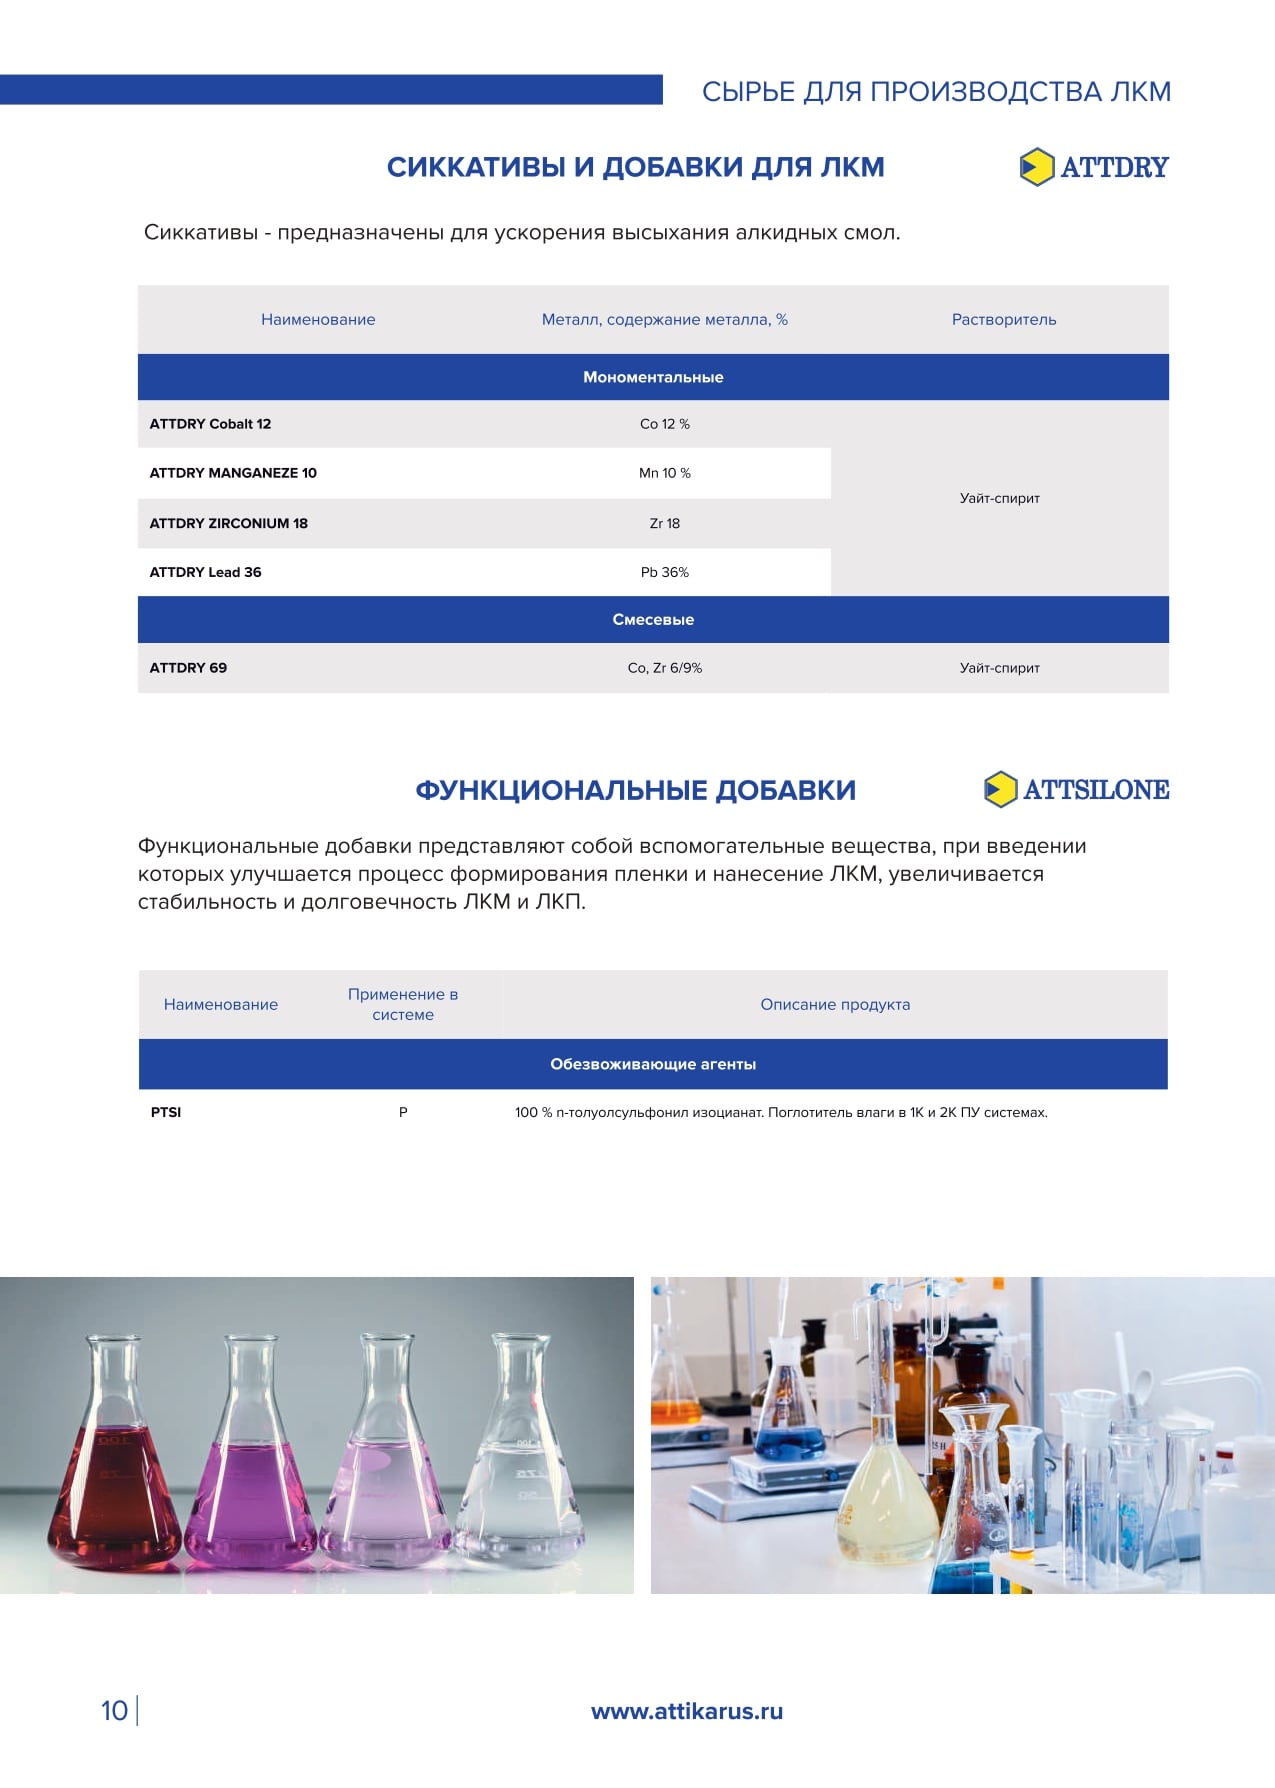 СЫРЬЕ ДЛЯ ПРОИЗВОДСТВА ЛКМ
СИККАТИВЫ И ДОБАВКИ ДЛЯ ЛКМ
ATTDRY
Сиккативы - предназначены для ускорения высыхания алкидных смол.
Наименование Металл, содержание металла, % Растворитель
Мономентальные
ATTDRY Cobalt 12 Co 12 %
ATTDRY MANGANEZE 10 Mn 10 %
Уайт-спирит
ATTDRY ZIRCONIUM 18 Zr 18
ATTDRY Lead 36 Pb 36%
Смесевые
ATTDRY 69 Co, Zr 6/9% Уайт-спирит
ФУНКЦИОНАЛЬНЫЕ ДОБАВКИ
ATTSILONE
Функциональные добавки представляют собой вспомогательные вещества, при введении
которых улучшается процесс формирования пленки и нанесение ЛКМ, увеличивается
стабильность и долговечность ЛКМ и ЛКП.
Наименование Применение в системе Описание продукта
Обезвоживающие агенты
PTSI P 100 % n-толуолсульфонил изоцианат. Поглотитель влаги в 1К и 2К ПУ системах.
10
www.attikarus.ru